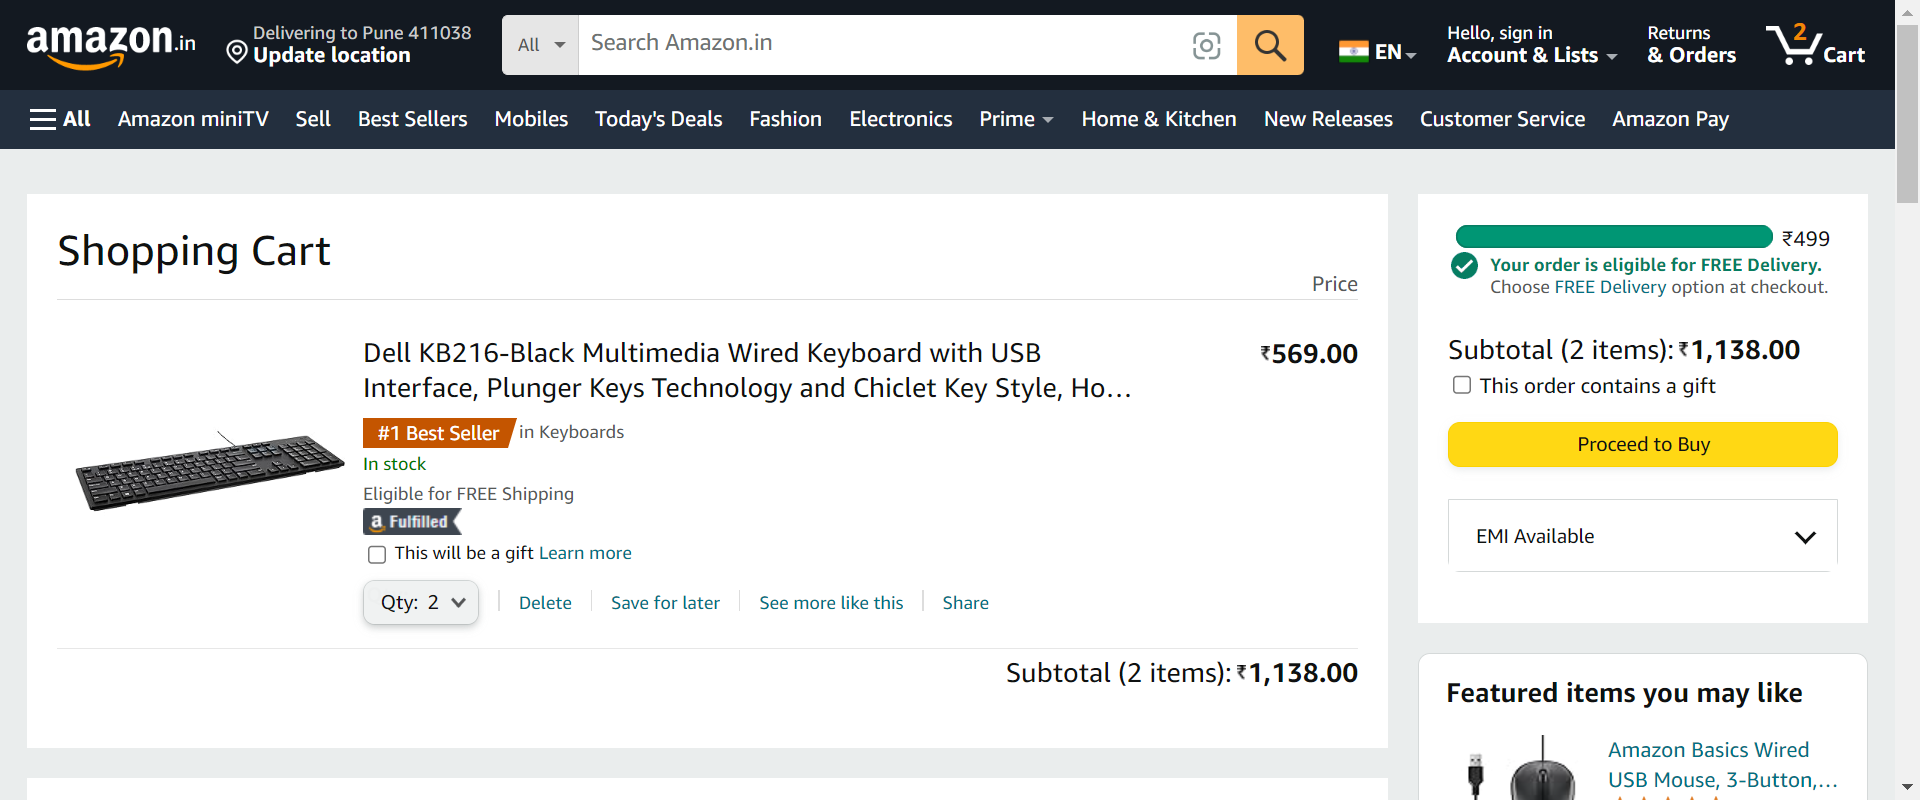 amazon.in
Delivering to Pune 411038
Update location
All
Search Amazon.in
EN
Hello, sign in
Account & Lists
Returns
& Orders
2
Cart
All
Amazon miniTV
Sell
Best Sellers
Mobiles
Today's Deals
Fashion
Electronics
Prime
Home & Kitchen
New Releases
Customer Service
Amazon Pay
Shopping Cart
Price
Dell KB216-Black Multimedia Wired Keyboard with USB
Interface, Plunger Keys Technology and Chiclet Key Style, Ho…
₹569.00
#1 Best Seller in Keyboards
In stock
Eligible for FREE Shipping
a Fulfilled
This will be a gift Learn more
Qty: 2
Delete
Save for later
See more like this
Share
Subtotal (2 items): ₹1,138.00
₹499
Your order is eligible for FREE Delivery.
Choose FREE Delivery option at checkout.
Subtotal (2 items): ₹1,138.00
This order contains a gift
Proceed to Buy
EMI Available
Featured items you may like
Amazon Basics Wired
USB Mouse, 3-Button,…